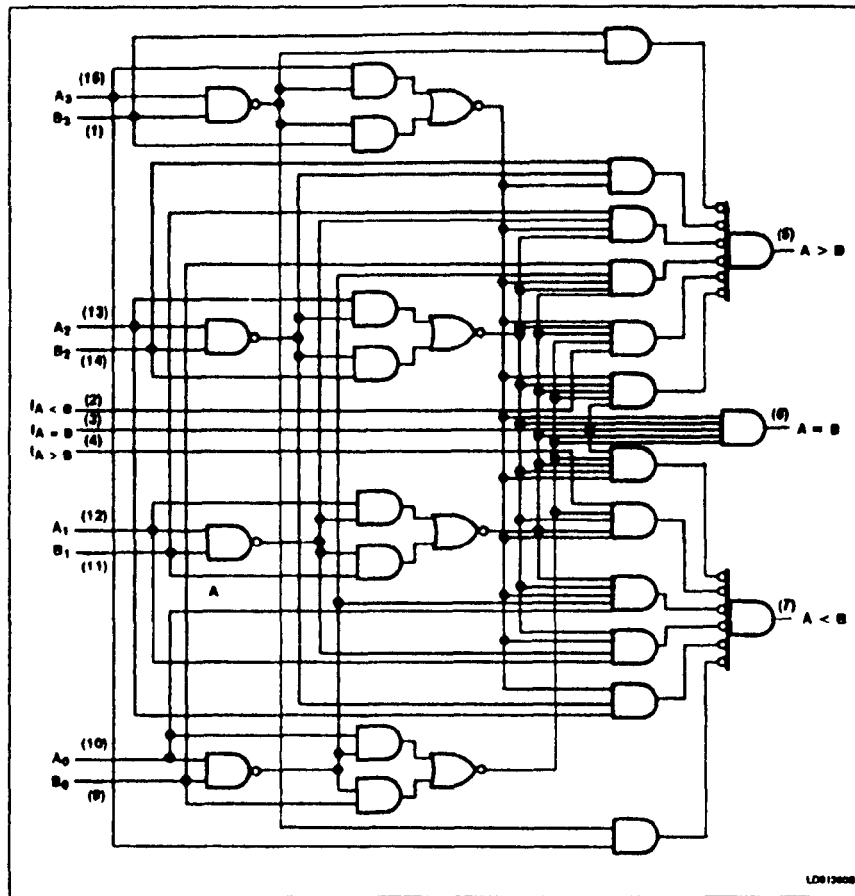 (15)
A3
B3
(1)
(5)
A > B
(13)
A2
B2
(14)
IA < B (2)
IA = B (3)
(6)
A = B
IA > B (4)
A1 (12)
B1
(11)
A
(7)
A < B
A0 (10)
B0
(9)